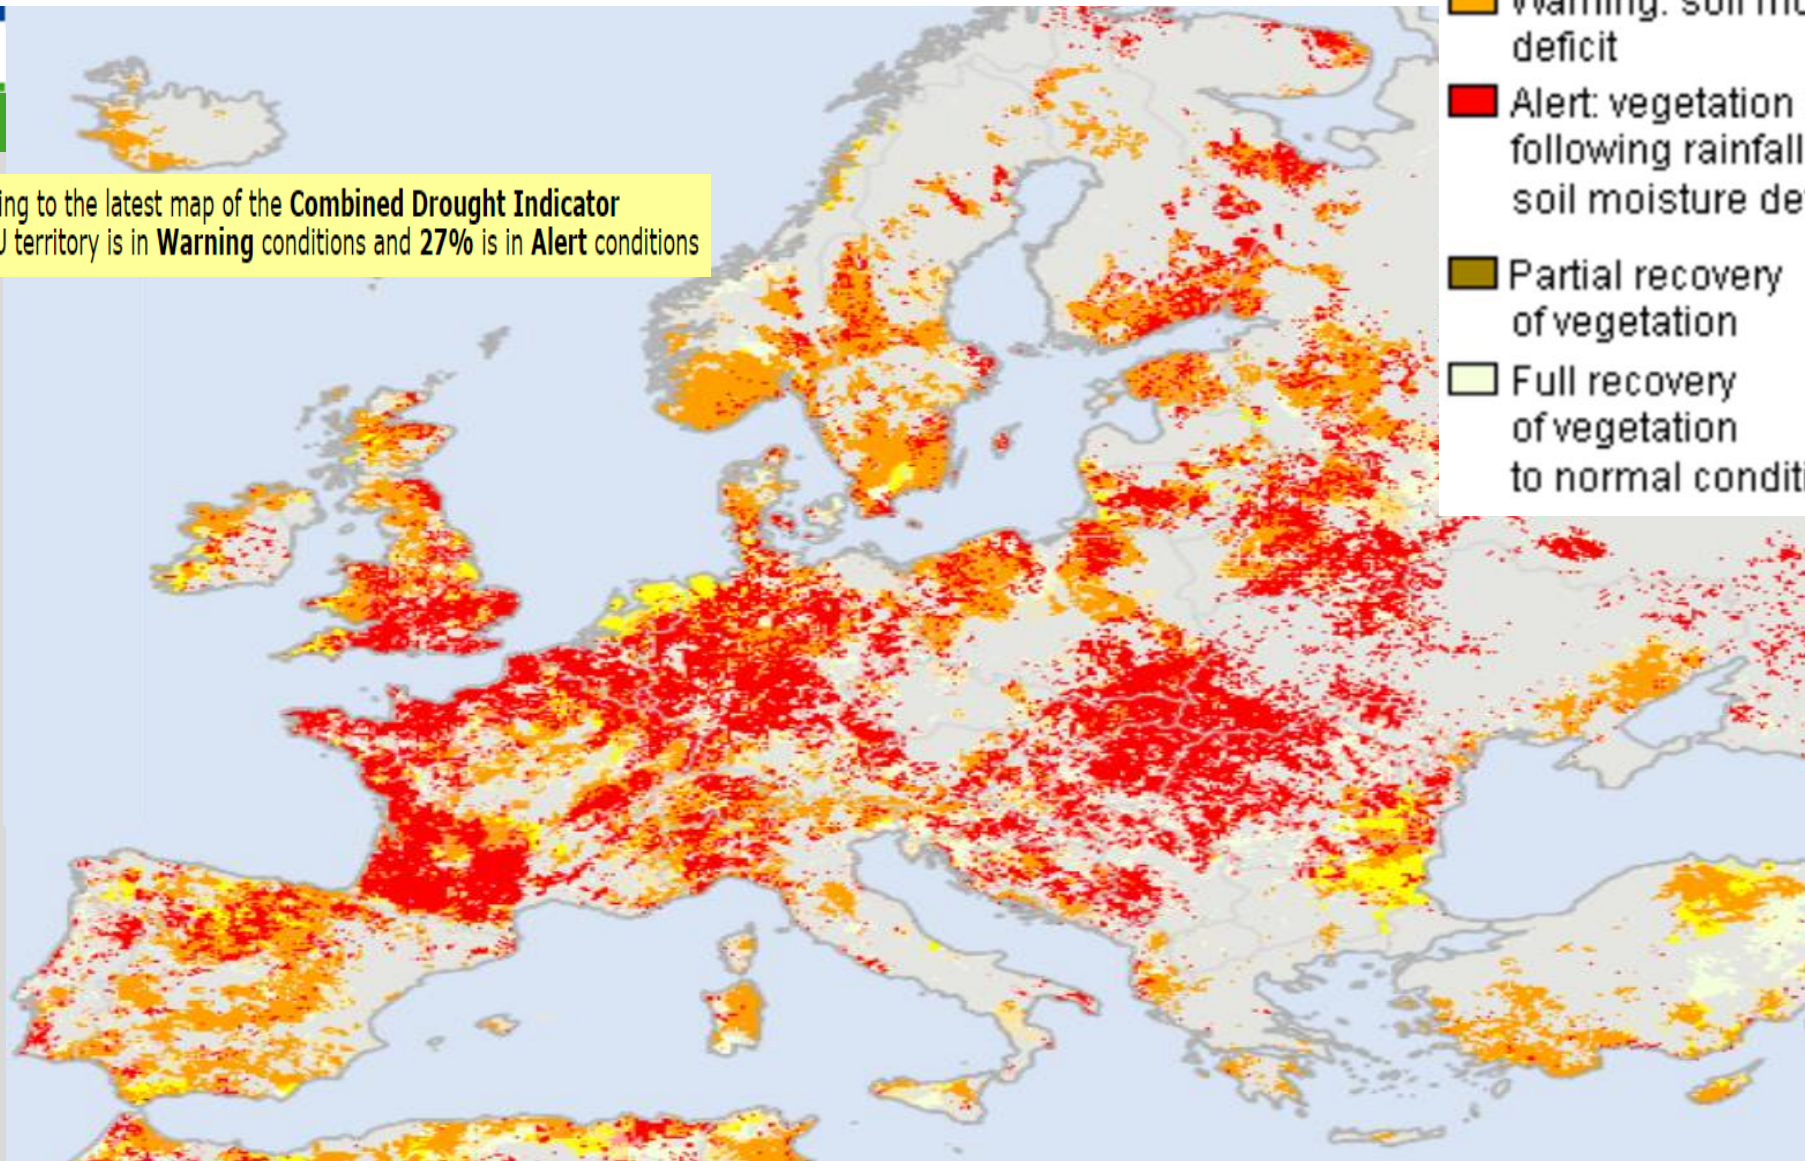 ing to the latest map of the Combined Drought Indicator
territory is in Warning conditions and 27% is in Alert conditions
Warning: soil
deficit
Alert: vegetation
following rainfall
soil moisture
Partial recovery
of vegetation
Full recovery
of vegetation
to normal